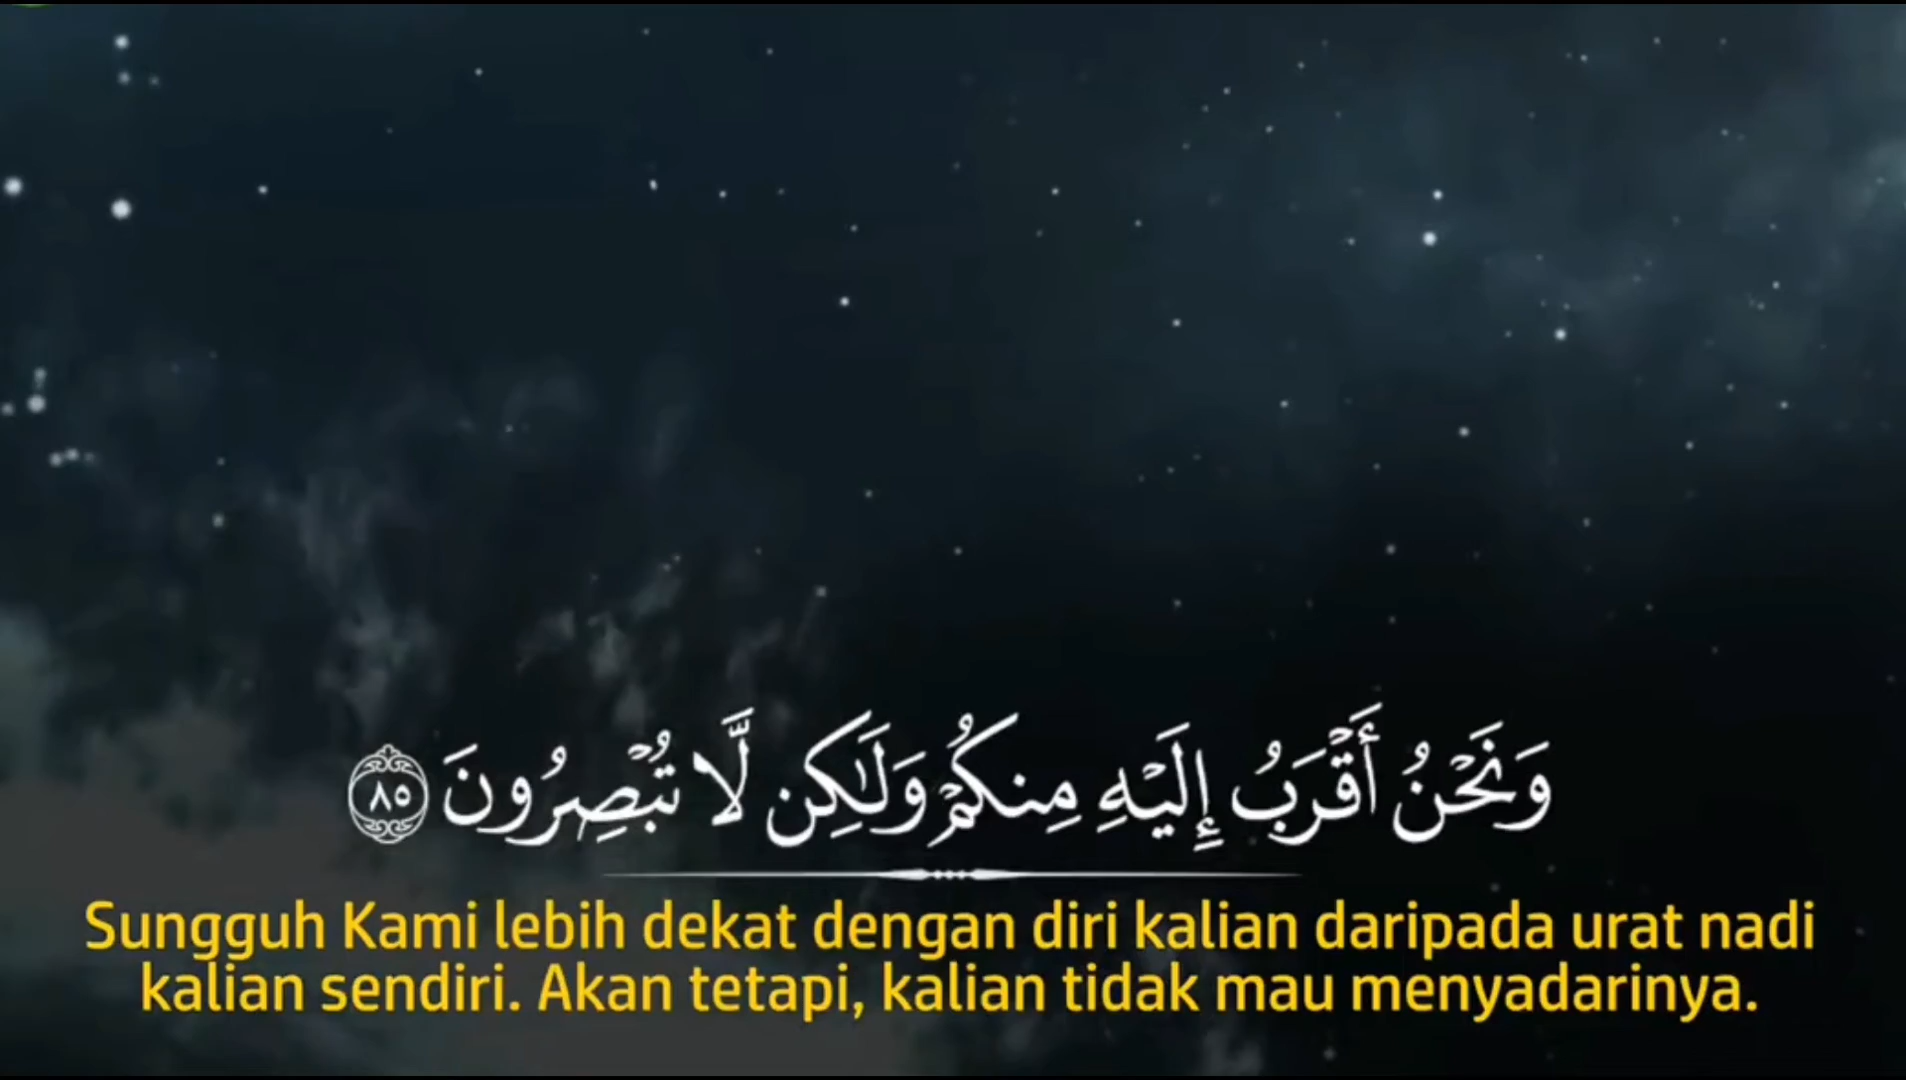 وَنَحْنُ أَقْرَبُ إِلَيْهِ مِنكُمْ وَلَٰكِن لَّا تُبْصِرُونَ ٨٥
Sungguh Kami lebih dekat dengan diri kalian daripada urat nadi
kalian sendiri. Akan tetapi, kalian tidak mau menyadarinya.